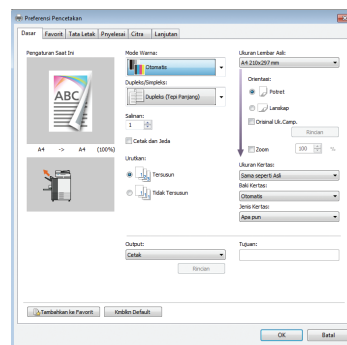 Preferensi Pencetakan
Dasar Favorit Tata Letak Pnyelesai Citra Lanjutan
Pengaturan Saat Ini
ABC
A4 -> A4 (100%)
Mode Warna:
Otomatis
Dupleks/Simpleks:
Dupleks (Tepi Panjang)
Salinan:
1
Cetak dan Jeda
Urutkan:
Tersusun
Tidak Tersusun
Output:
Cetak
Rincian
Ukuran Lembar Asli:
A4 210x297 mm
Orientasi:
Potret
Lanskap
Orisinal Uk.Camp.
Rincian
Zoom 100 %
Ukuran Kertas:
Sama seperti Asli
Baki Kertas:
Otomatis
Jenis Kertas:
Apa pun
Tujuan:
Tambahkan ke Favorit Kmblkn Default
OK Batal